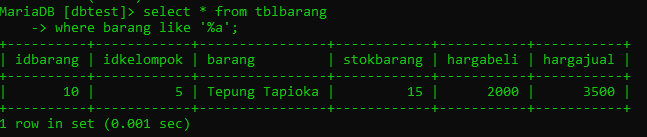 MariaDB [dbtest]> select * from tblbarang
    -> where barang like '%a';
+----------+------------+----------------+------------+-----------+-----------+
| idbarang | idkelompok | barang         | stokbarang | hargabeli | hargajual |
+----------+------------+----------------+------------+-----------+-----------+
|       10 |          5 | Tepung Tapioka |         15 |      2000 |      3500 |
+----------+------------+----------------+------------+-----------+-----------+
1 row in set (0.001 sec)